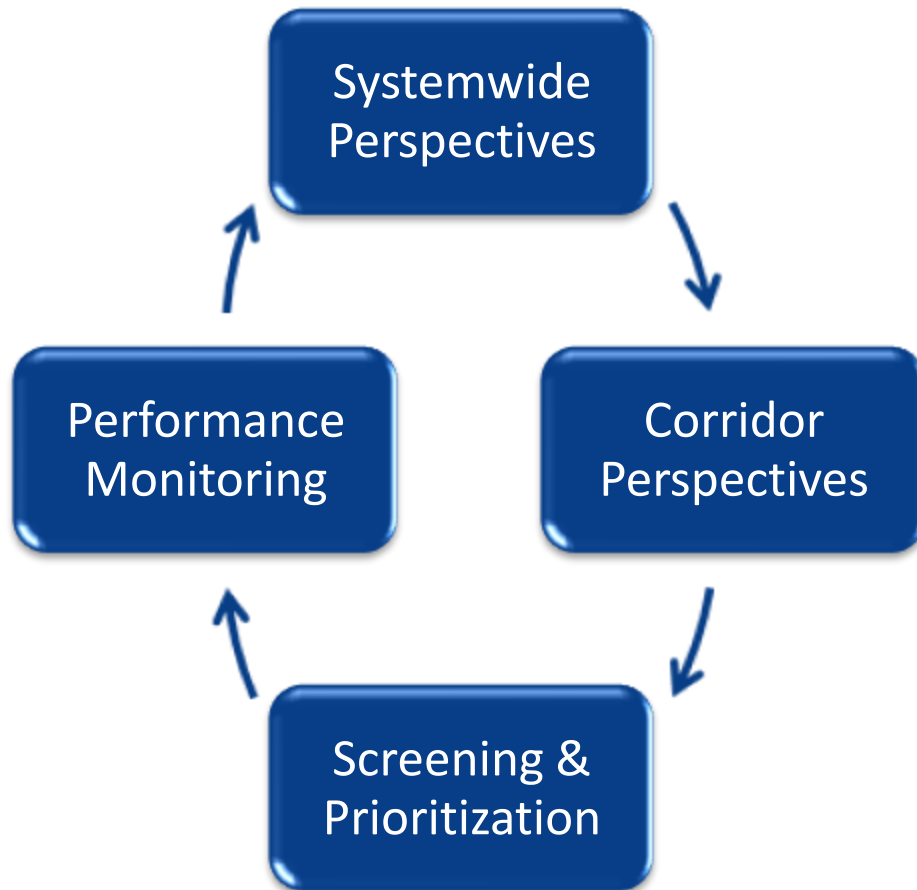 Systemwide
Perspectives
Corridor
Perspectives
Screening &
Prioritization
Performance
Monitoring